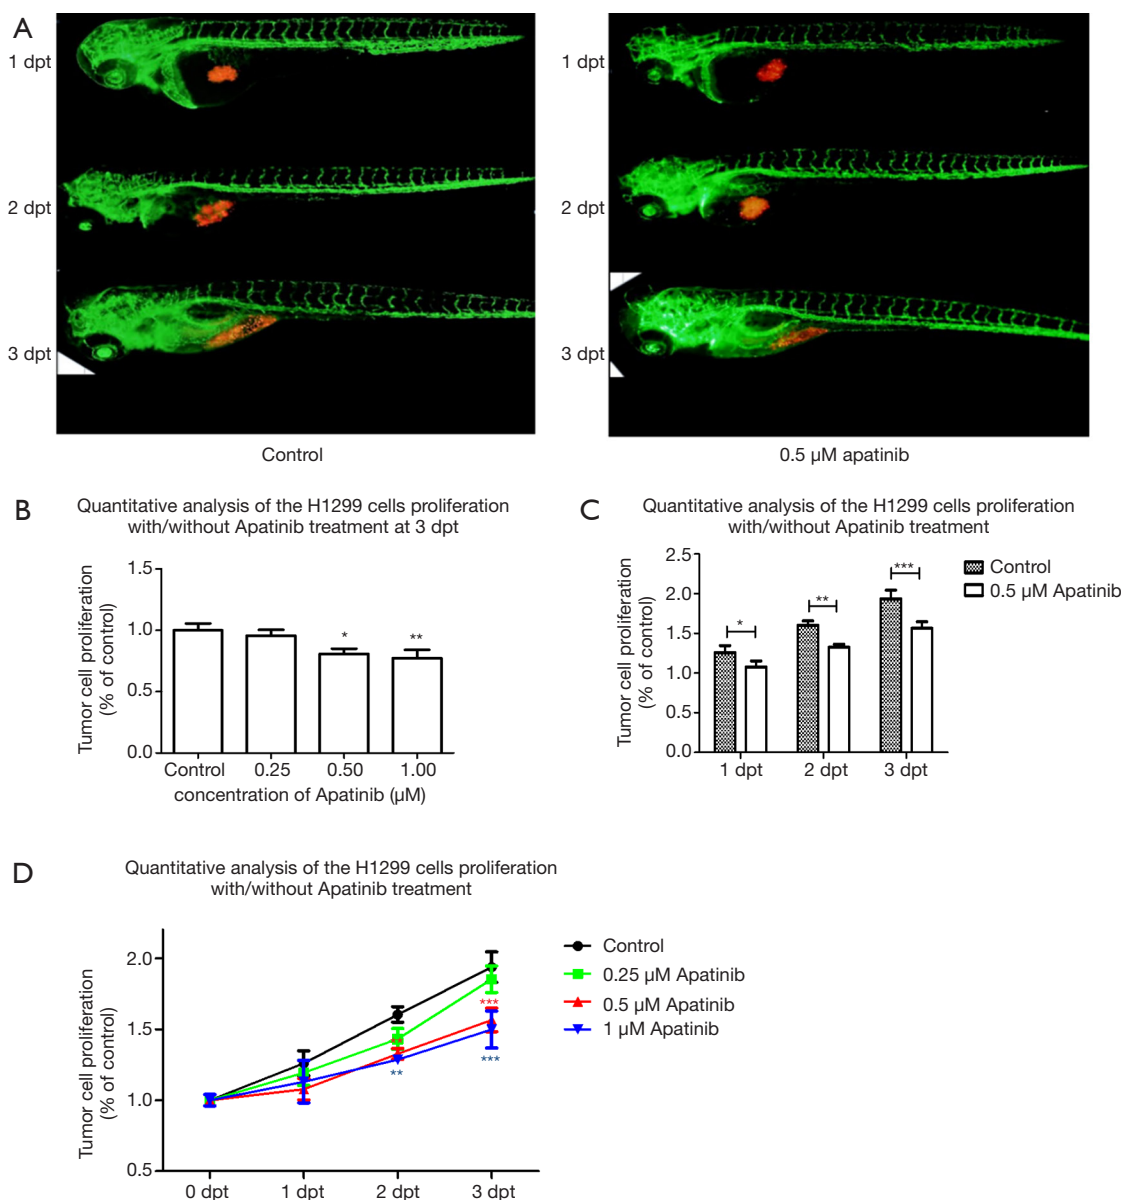 A
1 dpt
2 dpt
3 dpt
Control
1 dpt
2 dpt
3 dpt
0.5 µM apatinib
B
Quantitative analysis of the H1299 cells proliferation
with/without Apatinib treatment at 3 dpt
Tumor cell proliferation
(% of control)
1.5
1.0
0.5
0.0
*
**
Control
0.25
0.50
1.00
concentration of Apatinib (µM)
C
Quantitative analysis of the H1299 cells proliferation
with/without Apatinib treatment
Tumor cell proliferation
(% of control)
2.5
2.0
1.5
1.0
0.5
0.0
*
**
***
1 dpt
2 dpt
3 dpt
Control
0.5 µM Apatinib
D
Quantitative analysis of the H1299 cells proliferation
with/without Apatinib treatment
Tumor cell proliferation
(% of control)
2.0
1.5
1.0
0.5
**
**
***
***
0 dpt
1 dpt
2 dpt
3 dpt
Control
0.25 µM Apatinib
0.5 µM Apatinib
1 µM Apatinib